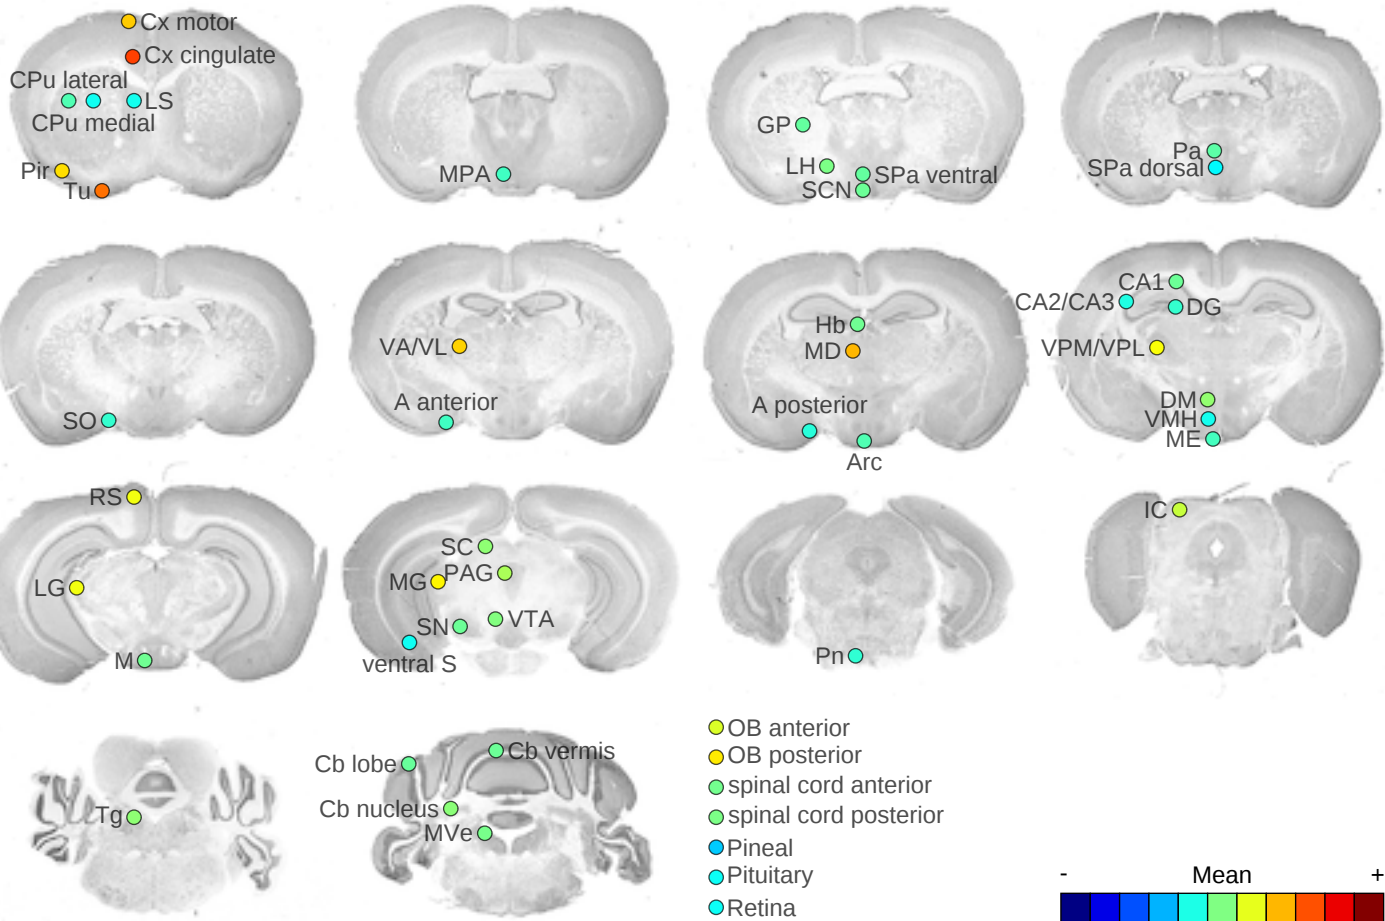 Cx motor
Cx cingulate
CPu lateral
LS
CPu medial
Pir
Tu
MPA
GP
LH
SPa ventral
SCN
Pa
SPa dorsal
SO
VA/VL
A anterior
Hb
MD
A posterior
Arc
CA1
CA2/CA3
DG
VPM/VPL
DM
VMH
ME
RS
LG
M
SC
MG
PAG
SN
VTA
ventral S
Pn
IC
Tg
Cb lobe
Cb vermis
Cb nucleus
MVe
OB anterior
OB posterior
spinal cord anterior
spinal cord posterior
Pineal
Pituitary
Retina
- Mean +